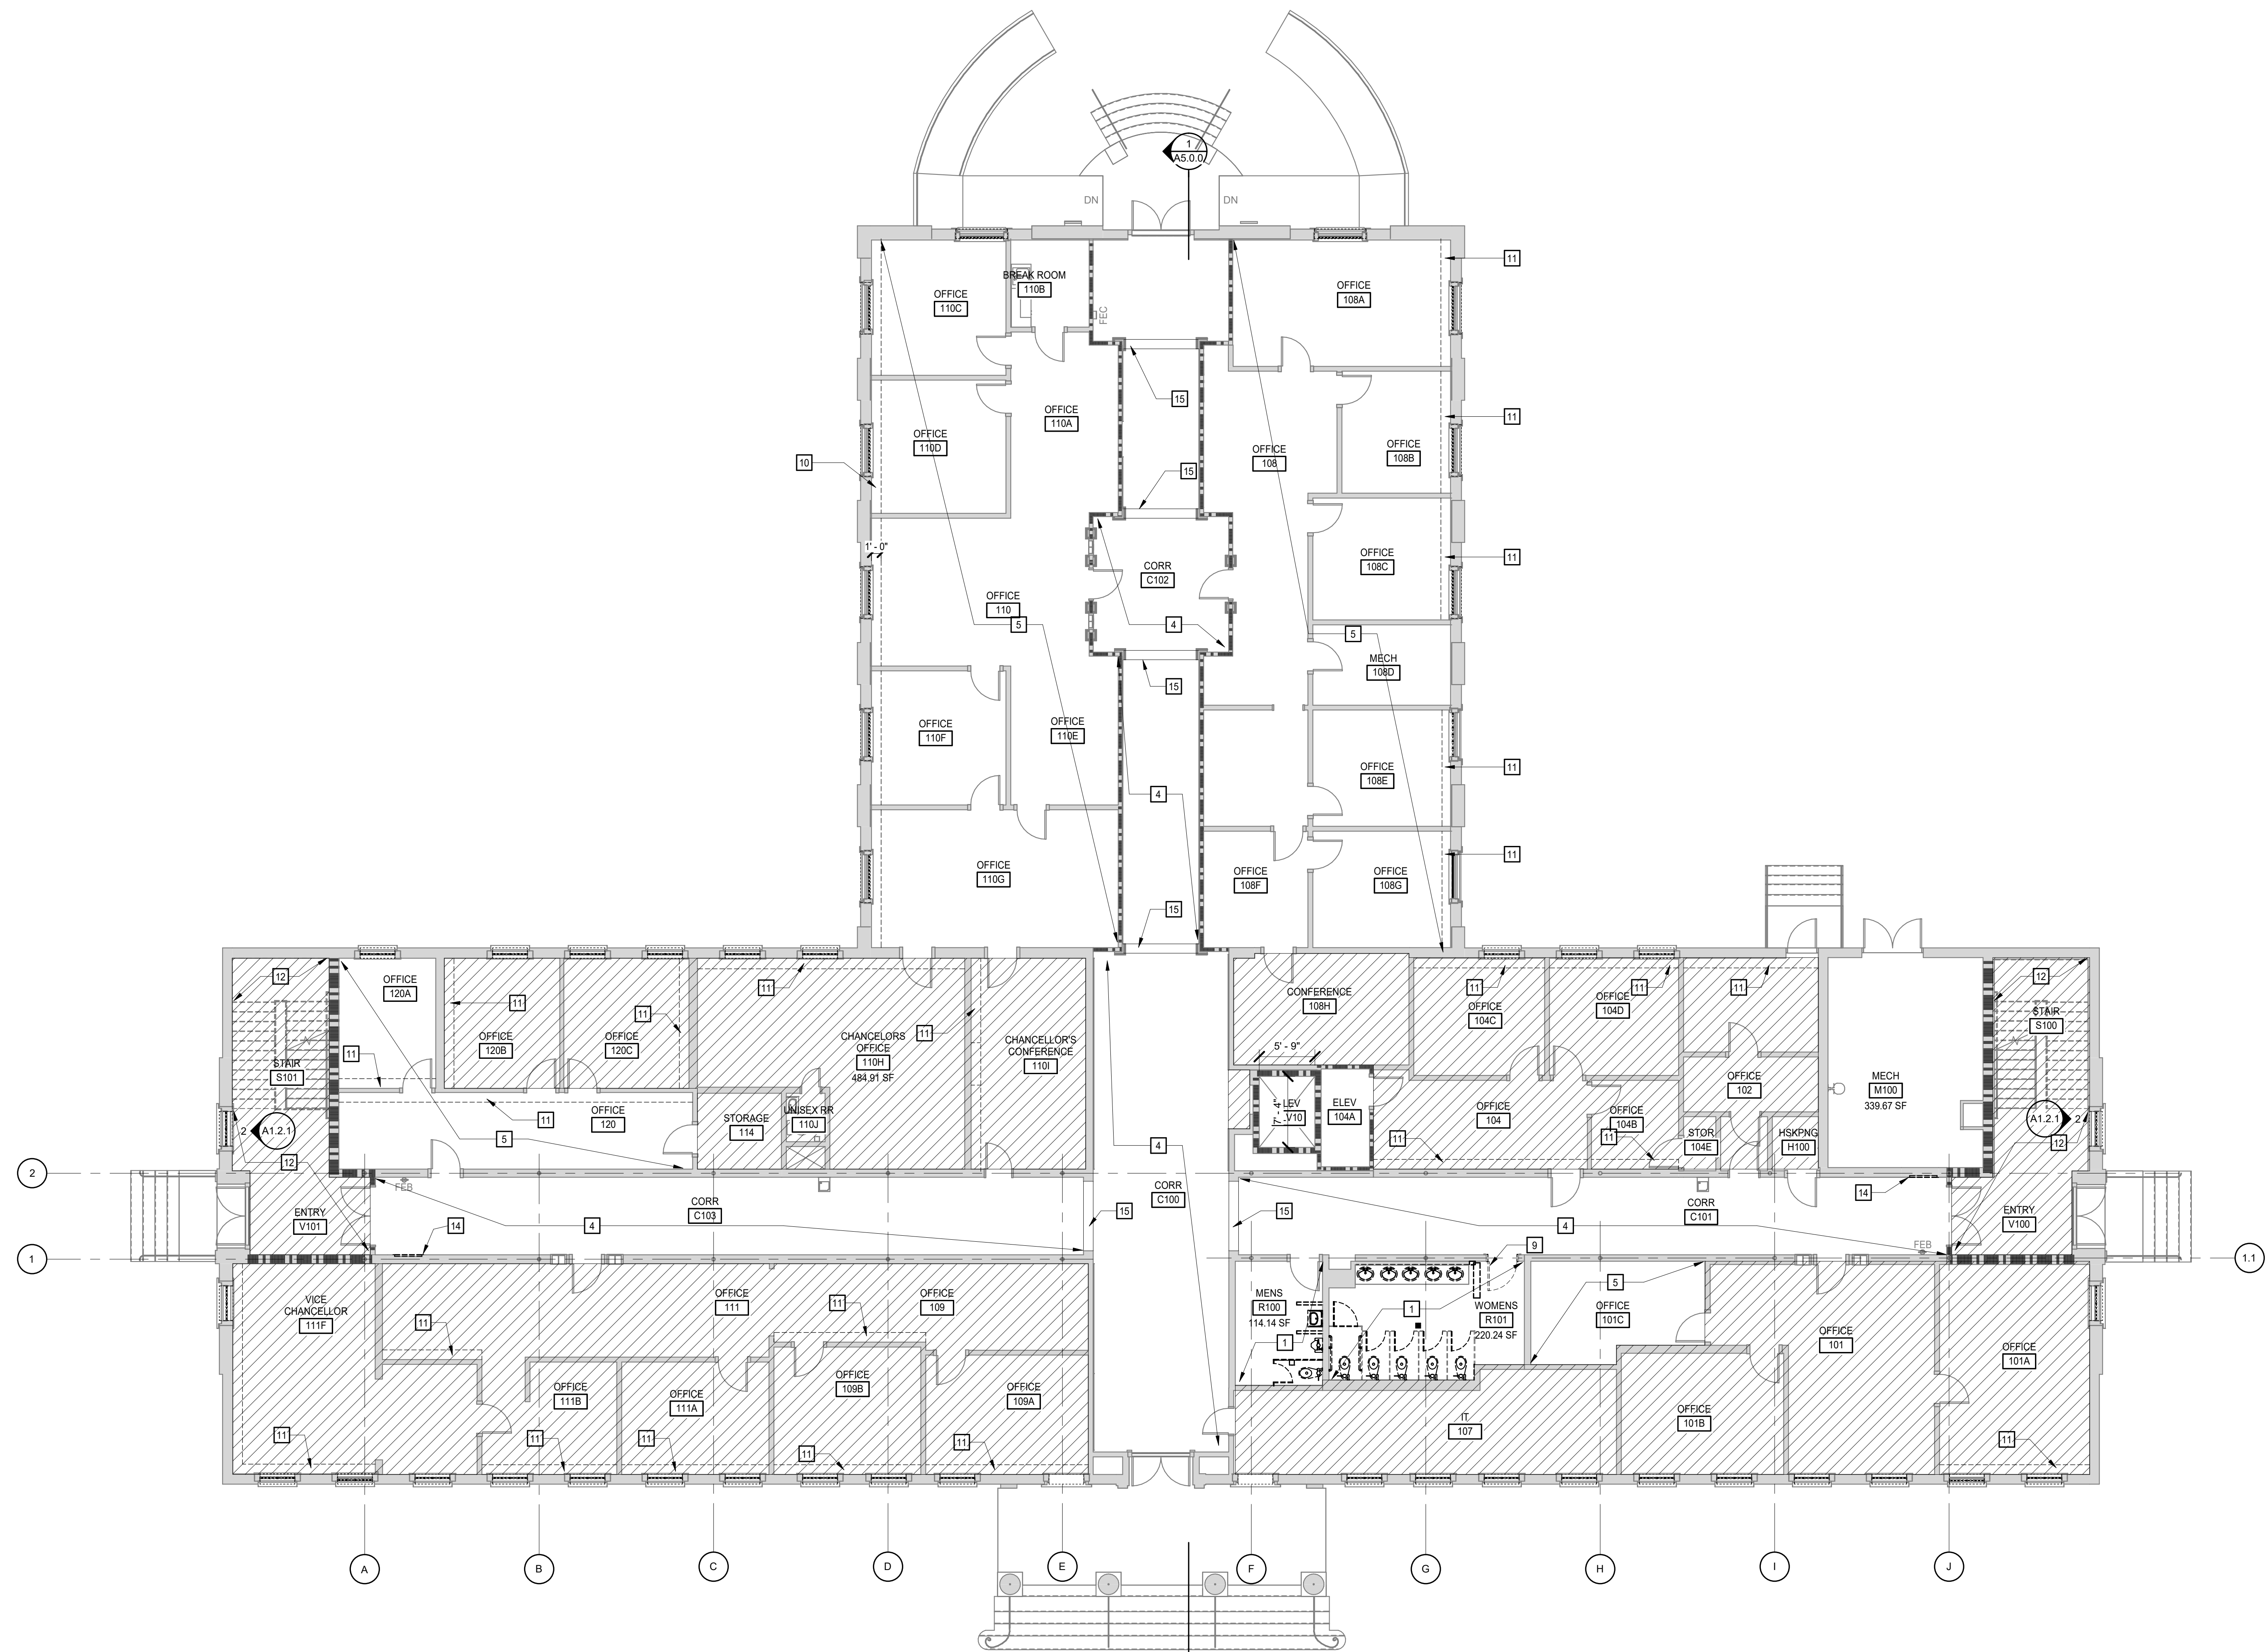 1
A5.0.0
DN
DN
OFFICE
110C
BREAK ROOM
110B
FEC
OFFICE
108A
11
15
OFFICE
110A
11
OFFICE
110D
OFFICE
108
OFFICE
108B
10
15
1' - 0"
11
OFFICE
108C
CORR
C102
OFFICE
110
5
4
5
MECH
108D
15
OFFICE
110F
OFFICE
110E
OFFICE
108E
11
4
11
OFFICE
110G
OFFICE
108F
OFFICE
108G
15
12
OFFICE
120A
11
11
11
OFFICE
120B
OFFICE
120C
11
CHANCELORS
OFFICE
110H
484.91 SF
11
CHANCELLOR'S
CONFERENCE
110I
CONFERENCE
108H
11
OFFICE
104C
11
OFFICE
104D
11
12
STAIR
S100
5' - 9"
11
STAIR
S101
11
OFFICE
120
STORAGE
114
UNISEX RR
110J
7' - 4"
ELEV
104A
OFFICE
104
OFFICE
104B
OFFICE
102
MECH
M100
339.67 SF
2
A1.2.1
5
4
11
11
STOR
104E
HSKPNG
H100
A1.2.1
2
12
12
2
FEB
CORR
C103
CORR
C100
CORR
C101
14
ENTRY
V101
4
14
15
15
4
ENTRY
V100
FEB
9
1
1.1
VICE
CHANCELLOR
111F
OFFICE
111
11
OFFICE
109
MENS
R100
114.14 SF
1
1
WOMENS
R101
220.24 SF
5
OFFICE
101C
OFFICE
101
OFFICE
101A
11
OFFICE
111B
OFFICE
111A
OFFICE
109B
OFFICE
109A
IT
107
OFFICE
101B
11
11
11
11
11
11
A
B
C
D
E
F
G
H
I
J